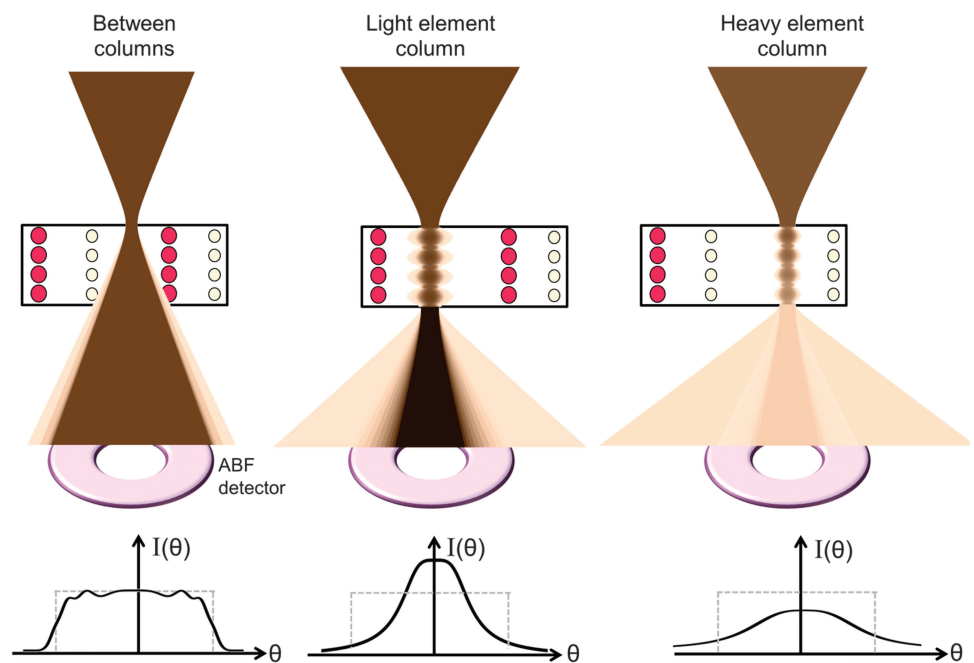 Between
columns
Light element
column
Heavy element
column
ABF
detector
I(θ)
θ
I(θ)
θ
I(θ)
θ